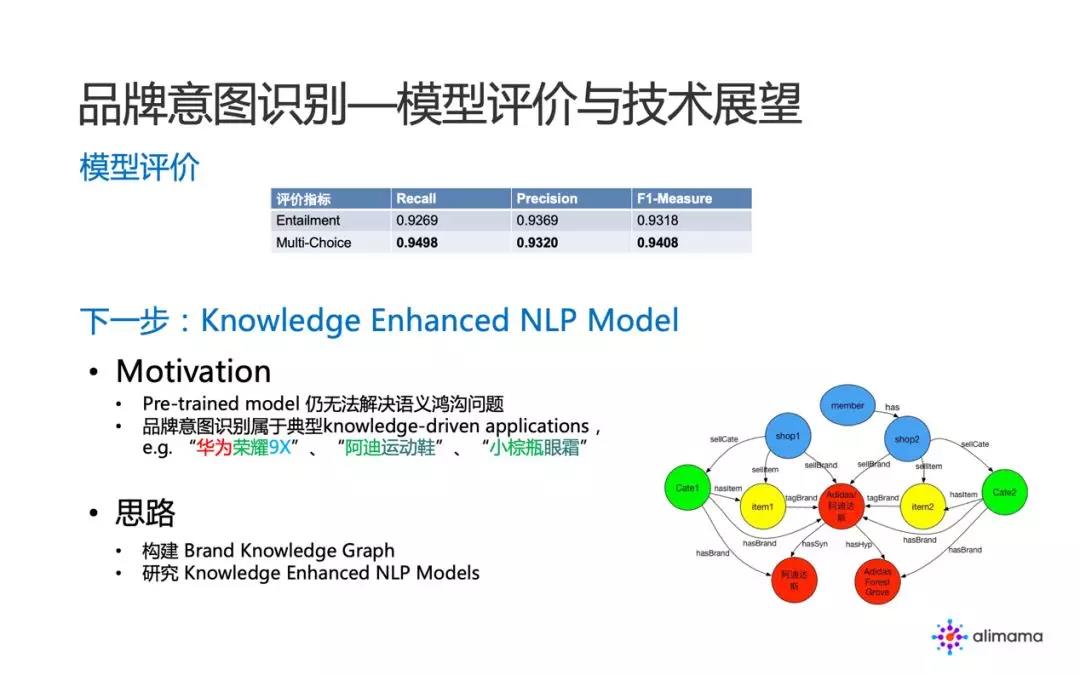 品牌意图识别—模型评价与技术展望
模型评价
评价指标 Recall Precision F1-Measure
Entailment 0.9269 0.9369 0.9318
Multi-Choice 0.9498 0.9320 0.9408
下一步：Knowledge Enhanced NLP Model
• Motivation
• Pre-trained model 仍无法解决语义鸿沟问题
• 品牌意图识别属于典型knowledge-driven applications，
e.g. “华为荣耀9X”、“阿迪运动鞋”、“小棕瓶眼霜”
• 思路
• 构建 Brand Knowledge Graph
• 研究 Knowledge Enhanced NLP Models
member
has
shop1
shop2
sellCate
sellCate
sellItem
sellBrand
sellBrand
sellItem
Cate1
hasItem
item1
tagBrand
Adidas/
阿迪达
斯
tagBrand
item2
hasItem
Cate2
hasBrand
hasBrand
hasSyn
hasHyp
hasBrand
hasBrand
阿迪达
斯
Adidas
Forest
Grove
alimama